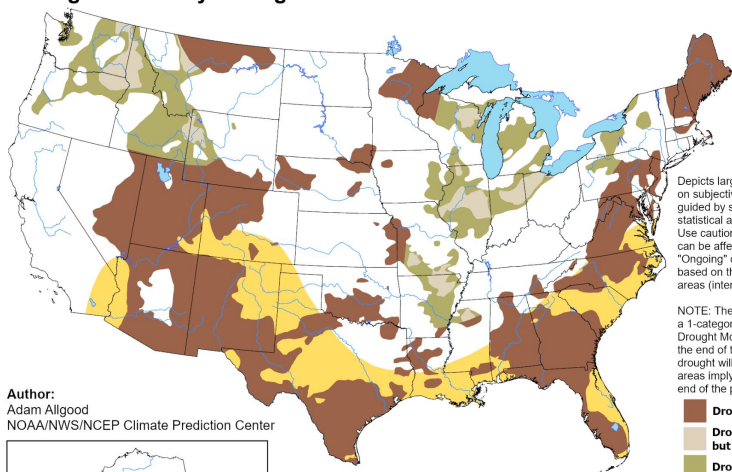 Depicts larg
on subjectiv
guided by s
statistical a
Use caution
can be affe
"Ongoing" d
based on th
areas (inter
NOTE: The
a 1-categor
Drought Mo
the end of t
drought will
areas imply
end of the p
Dro
Dro
but
Dro
Author:
Adam Allgood
NOAA/NWS/NCEP Climate Prediction Center